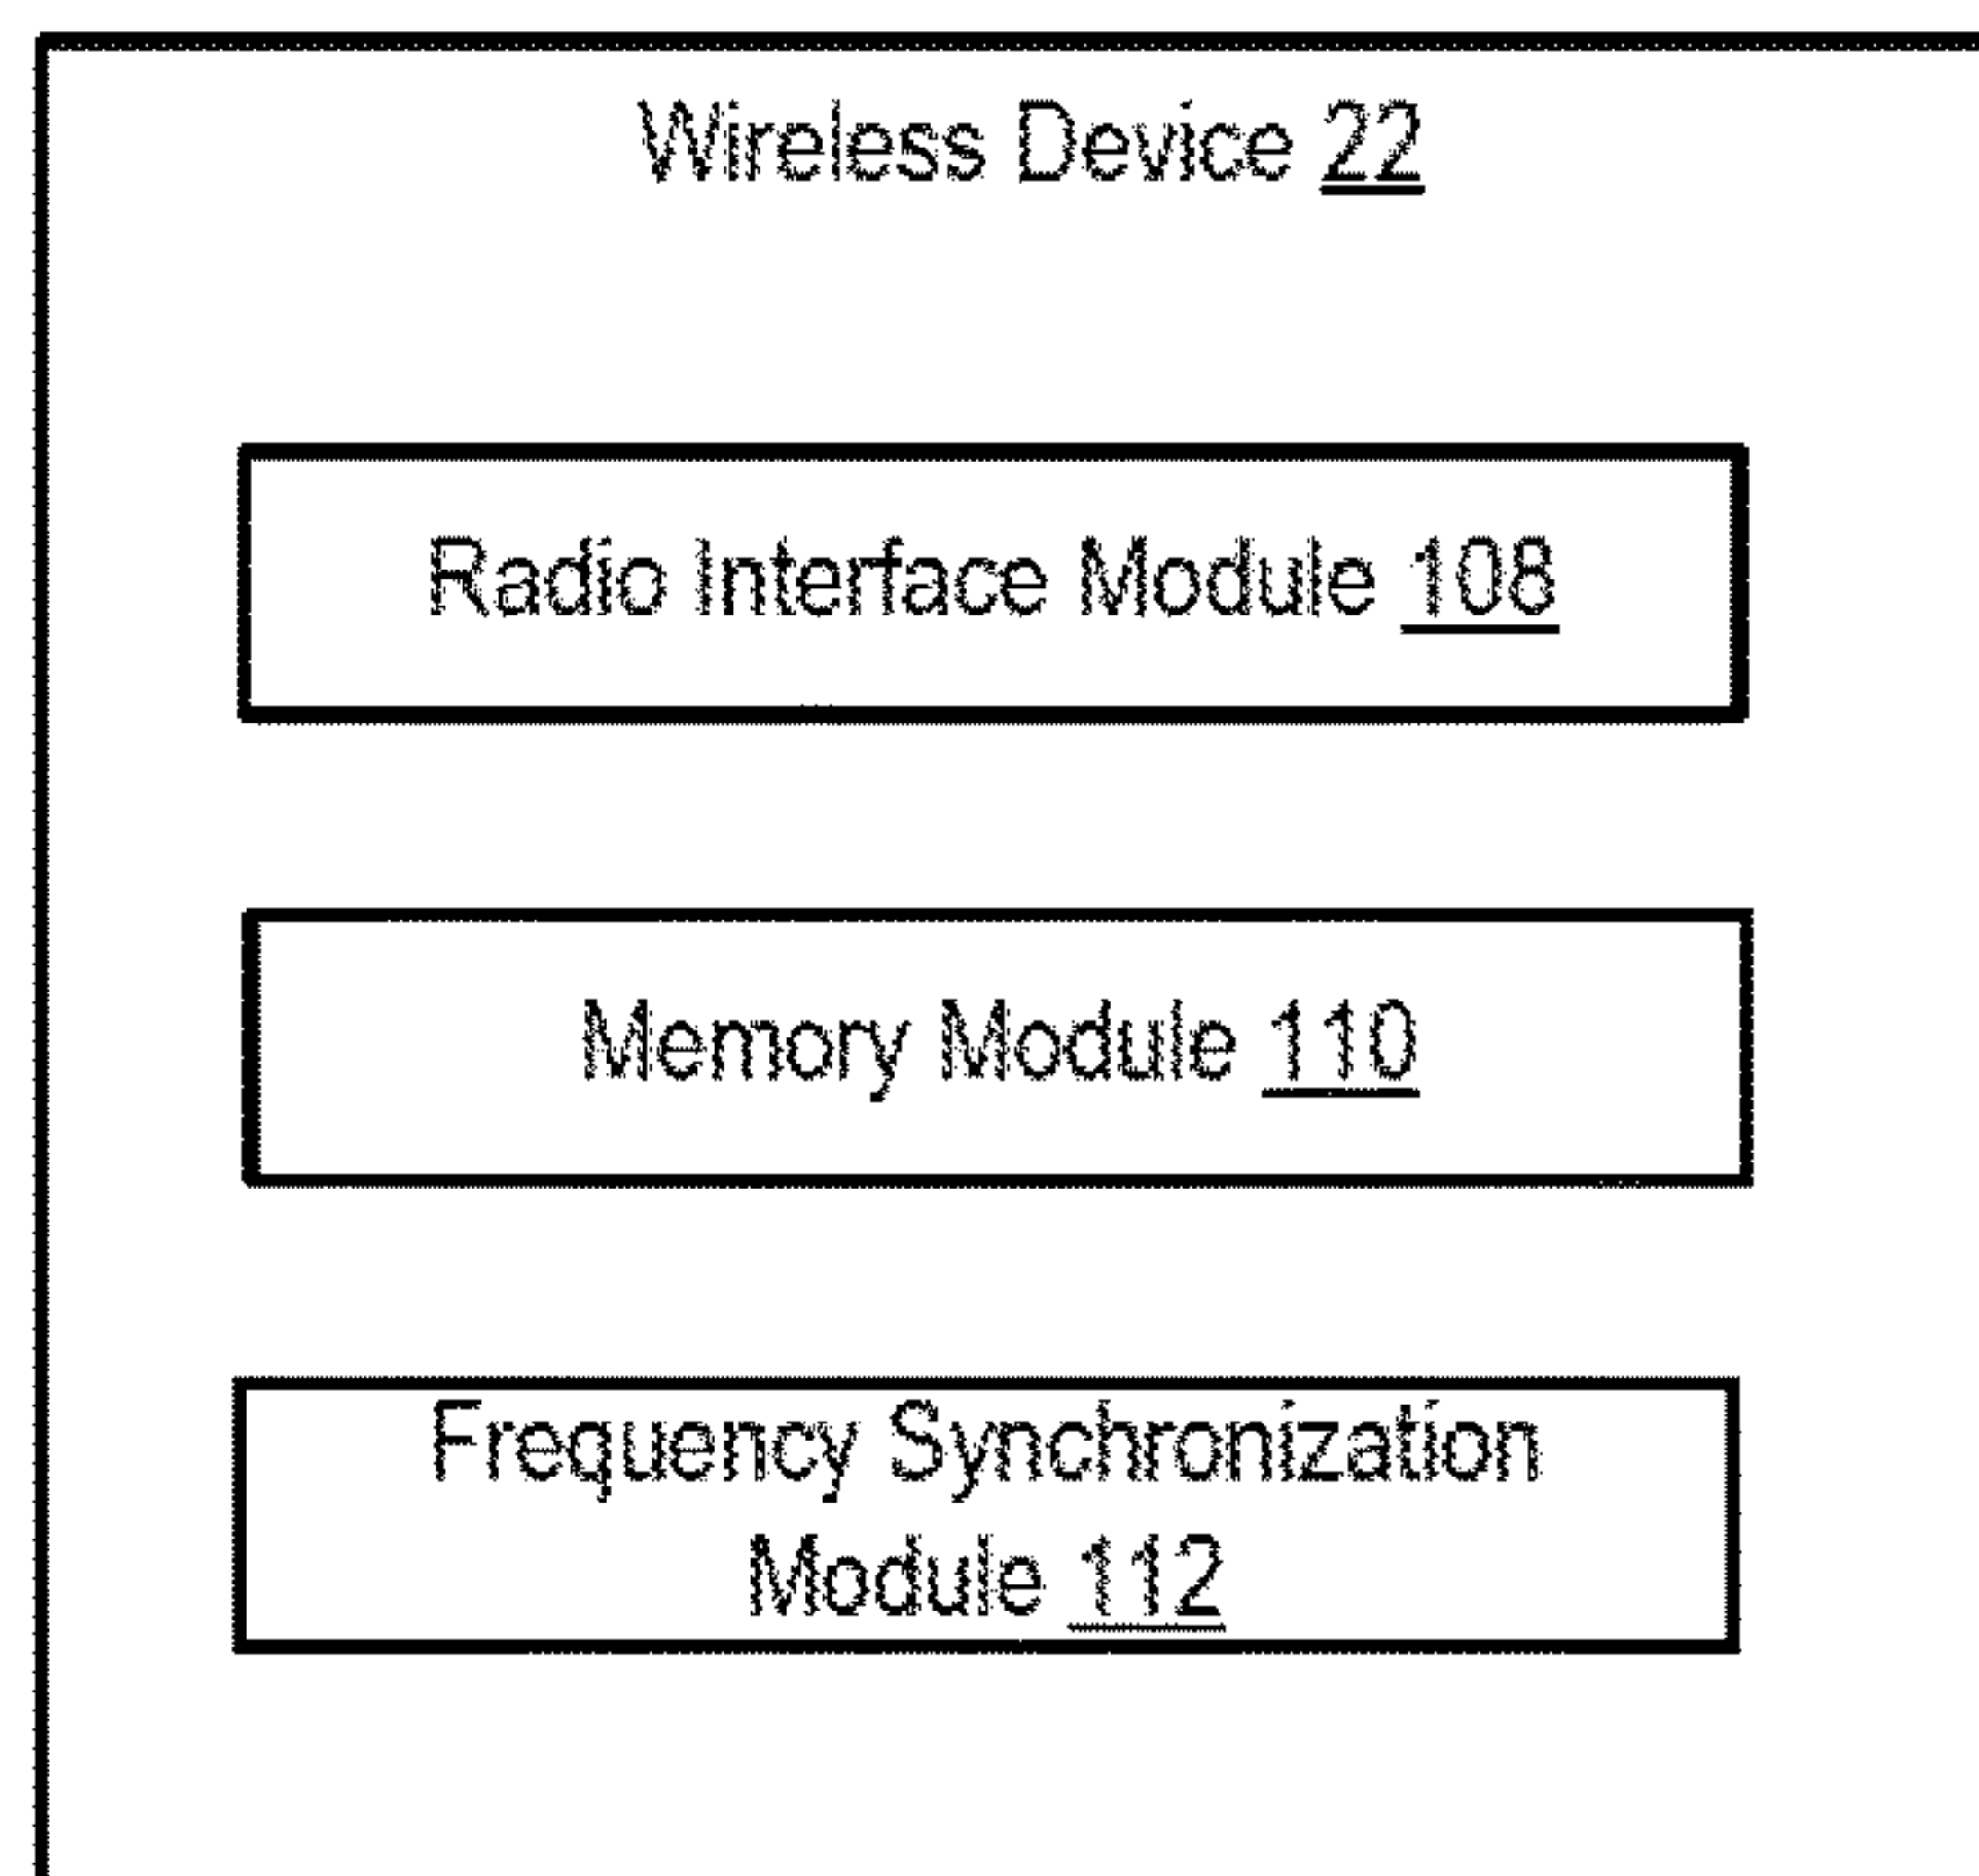 Wireless Device 22
Radio Interface Module 108
Memory Module 110
Frequency Synchronization
Module 112